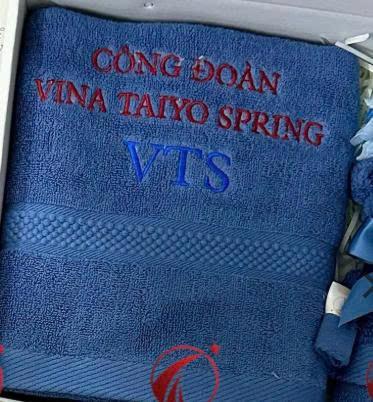 CÔNG ĐOÀN
VINA TAIYO SPRING
VTS